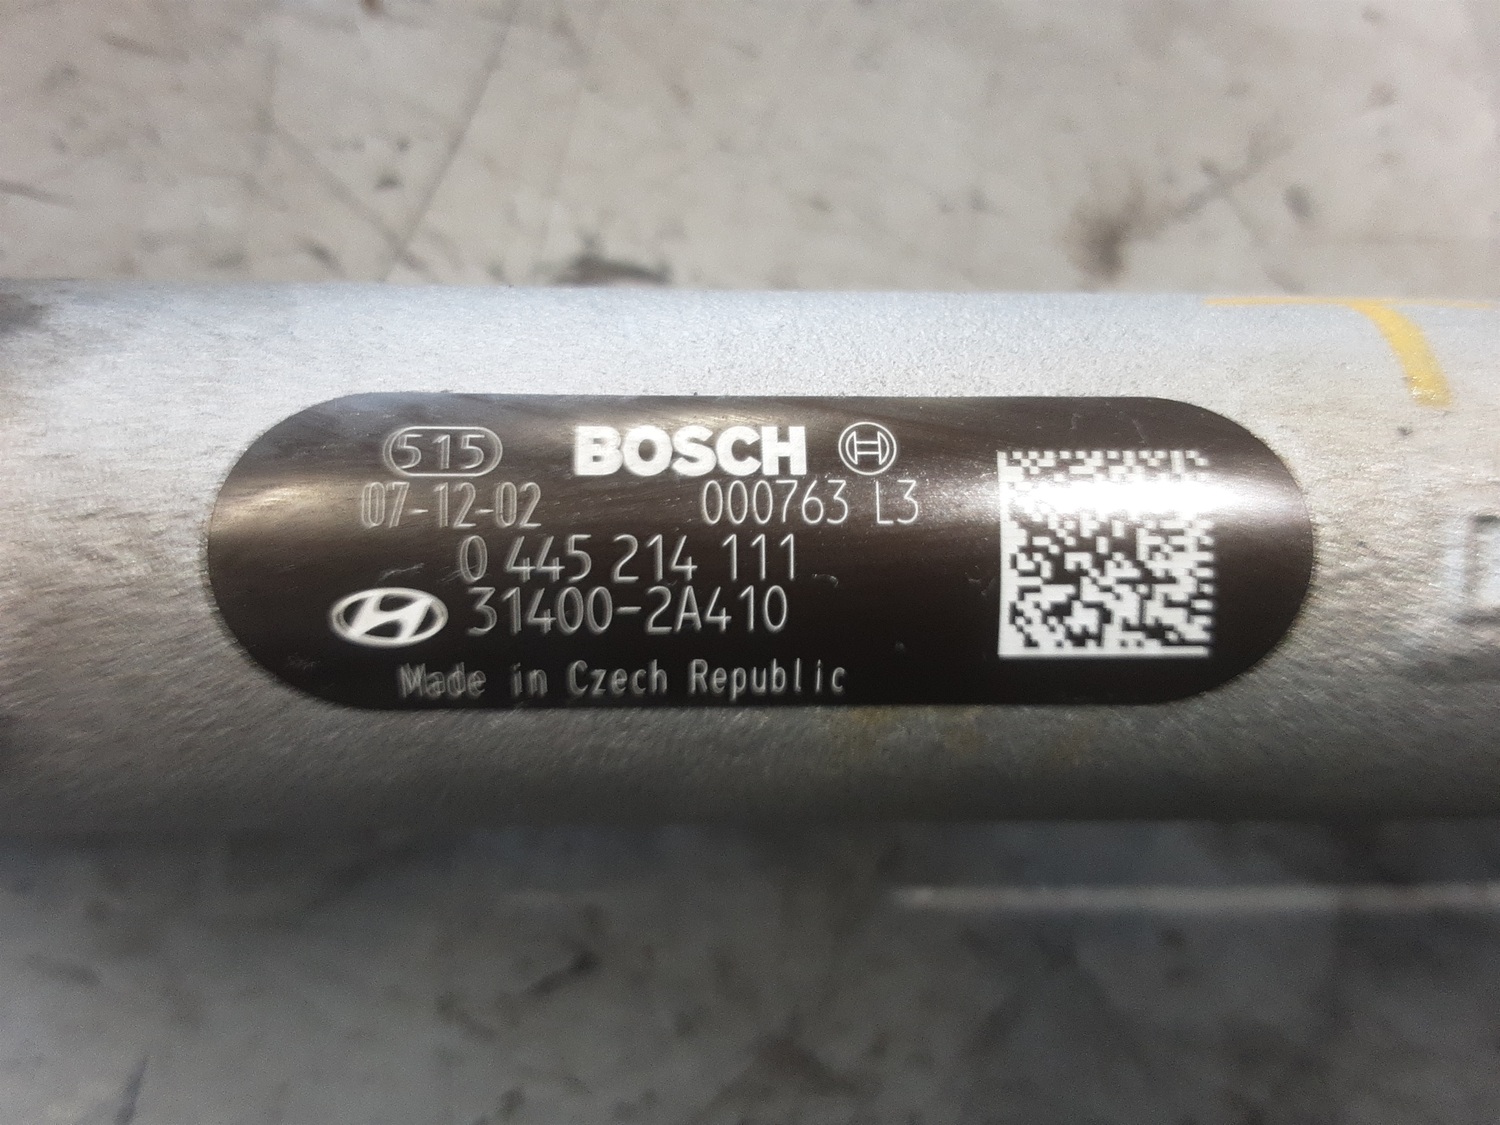 515 BOSCH
07-12-02 000763 L3
0 445 214 111
31400-2A410
Made in Czech Republic